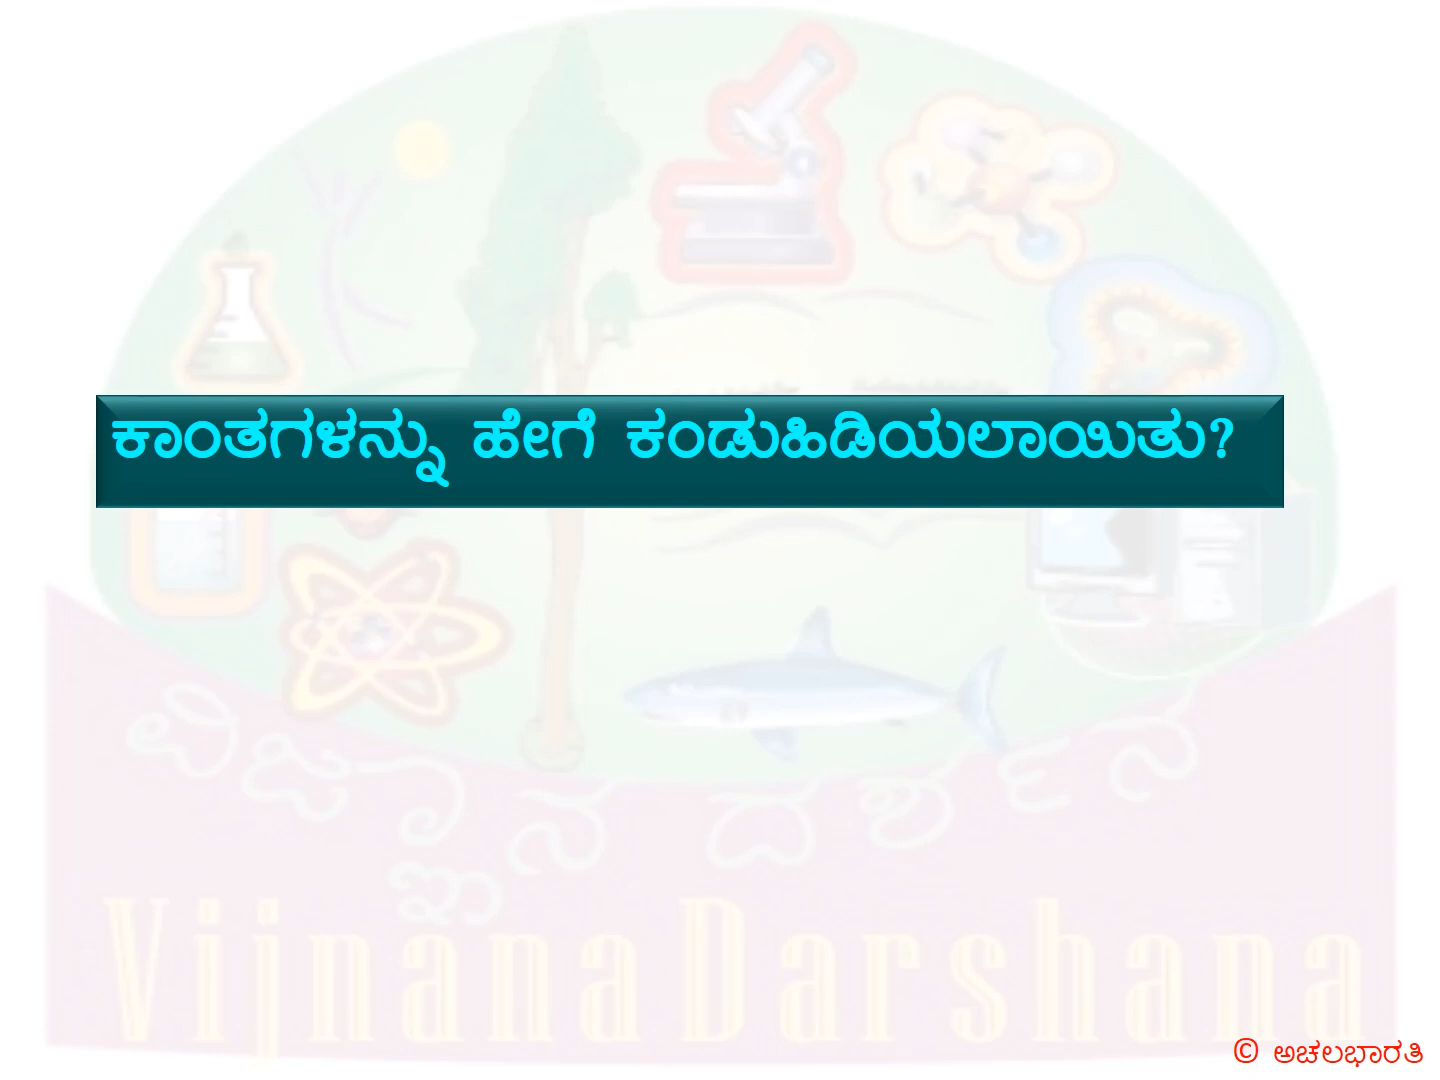 ಕಾಂತಗಳನ್ನು ಹೇಗೆ ಕಂಡುಹಿಡಿಯಲಾಯಿತು?
ವಿಜ್ಞಾನ ದರ್ಶನ
Vijnana Darshana
© ಅಚಲಭಾರತಿ